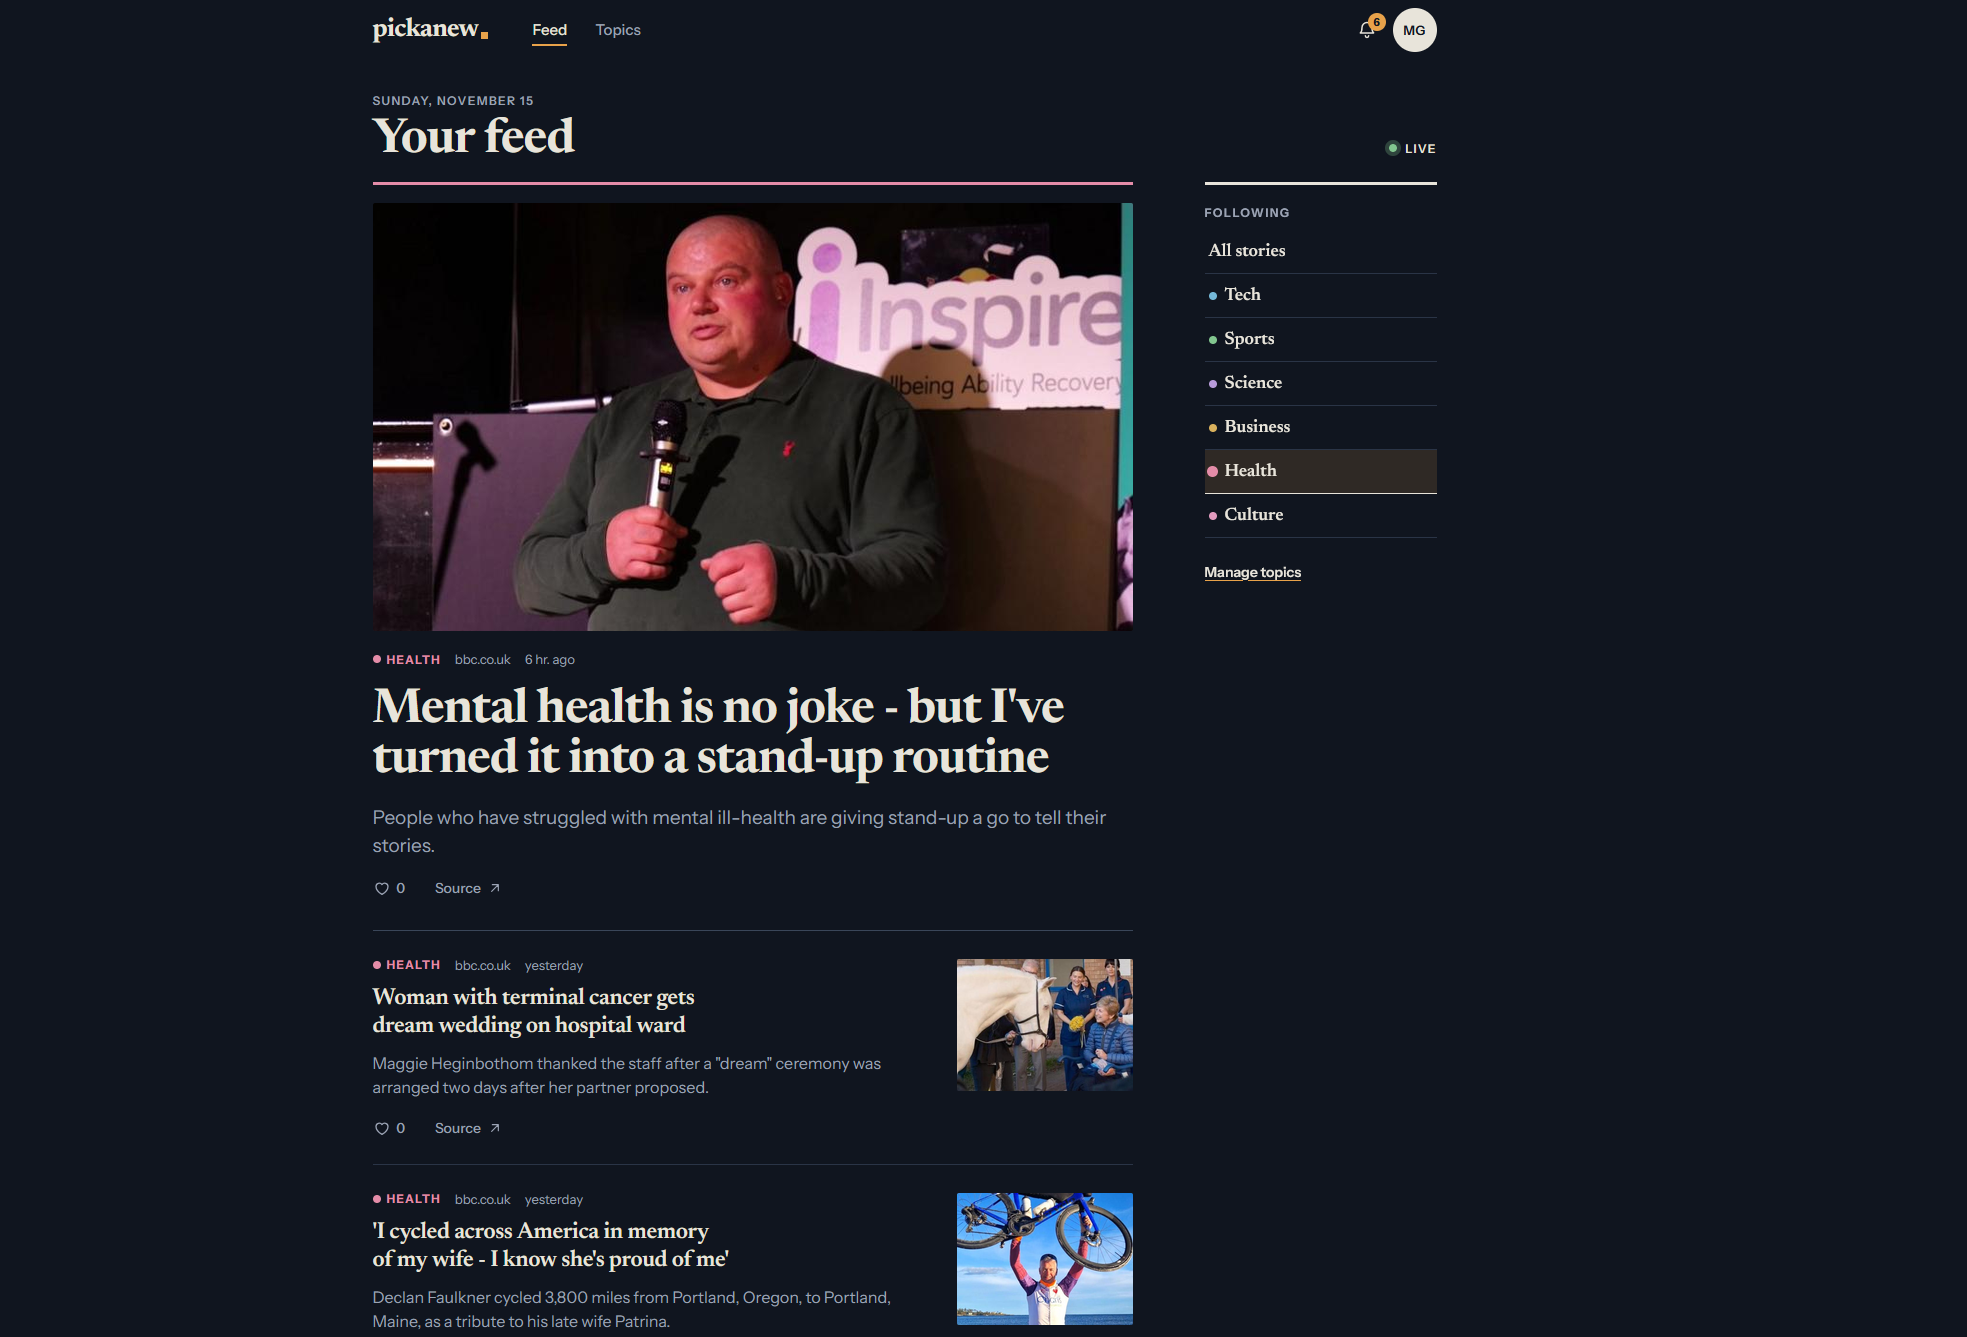 pickanew
Feed
Topics
6
MG
SUNDAY, NOVEMBER 15
Your feed
LIVE
iInspire
llbeing Ability Recovery
HEALTH bbc.co.uk 6 hr. ago
Mental health is no joke - but I've
turned it into a stand-up routine
People who have struggled with mental ill-health are giving stand-up a go to tell their
stories.
0 Source
HEALTH bbc.co.uk yesterday
Woman with terminal cancer gets
dream wedding on hospital ward
Maggie Heginbothom thanked the staff after a "dream" ceremony was
arranged two days after her partner proposed.
0 Source
HEALTH bbc.co.uk yesterday
'I cycled across America in memory
of my wife - I know she's proud of me'
Declan Faulkner cycled 3,800 miles from Portland, Oregon, to Portland,
Maine, as a tribute to his late wife Patrina.
FOLLOWING
All stories
Tech
Sports
Science
Business
Health
Culture
Manage topics